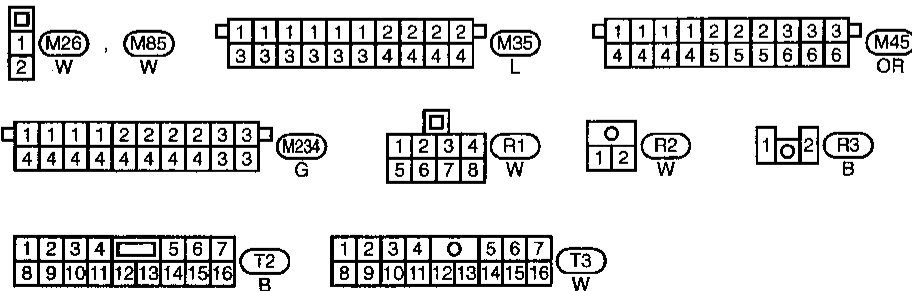 1 M26 , M85 1 1 1 1 1 1 2 2 2 2 M35 1 1 1 1 2 2 2 3 3 3 M45
2 W W 3 3 3 3 3 3 4 4 4 4 L 4 4 4 4 5 5 5 6 6 6 OR
1 1 1 1 2 2 2 2 3 3 M234 1 2 3 4 R1 1 2 R2 1 2 R3
4 4 4 4 4 4 4 4 3 3 G 5 6 7 8 W W B
1 2 3 4 5 6 7 T2 1 2 3 4 5 6 7 T3
8 9 10 11 12 13 14 15 16 B 8 9 10 11 12 13 14 15 16 W